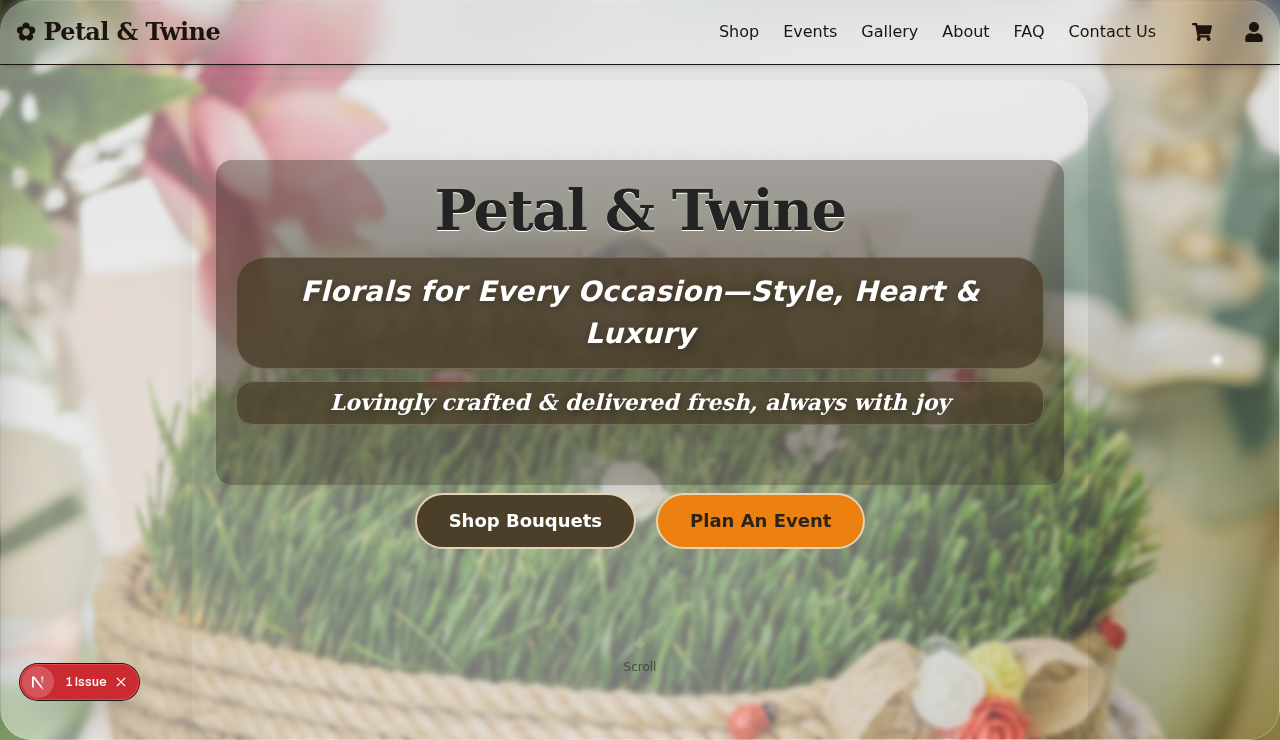 ✿ Petal & Twine
Shop Events Gallery About FAQ Contact Us
Petal & Twine
Florals for Every Occasion—Style, Heart &
Luxury
Lovingly crafted & delivered fresh, always with joy
Shop Bouquets Plan An Event
Scroll
N 1 Issue